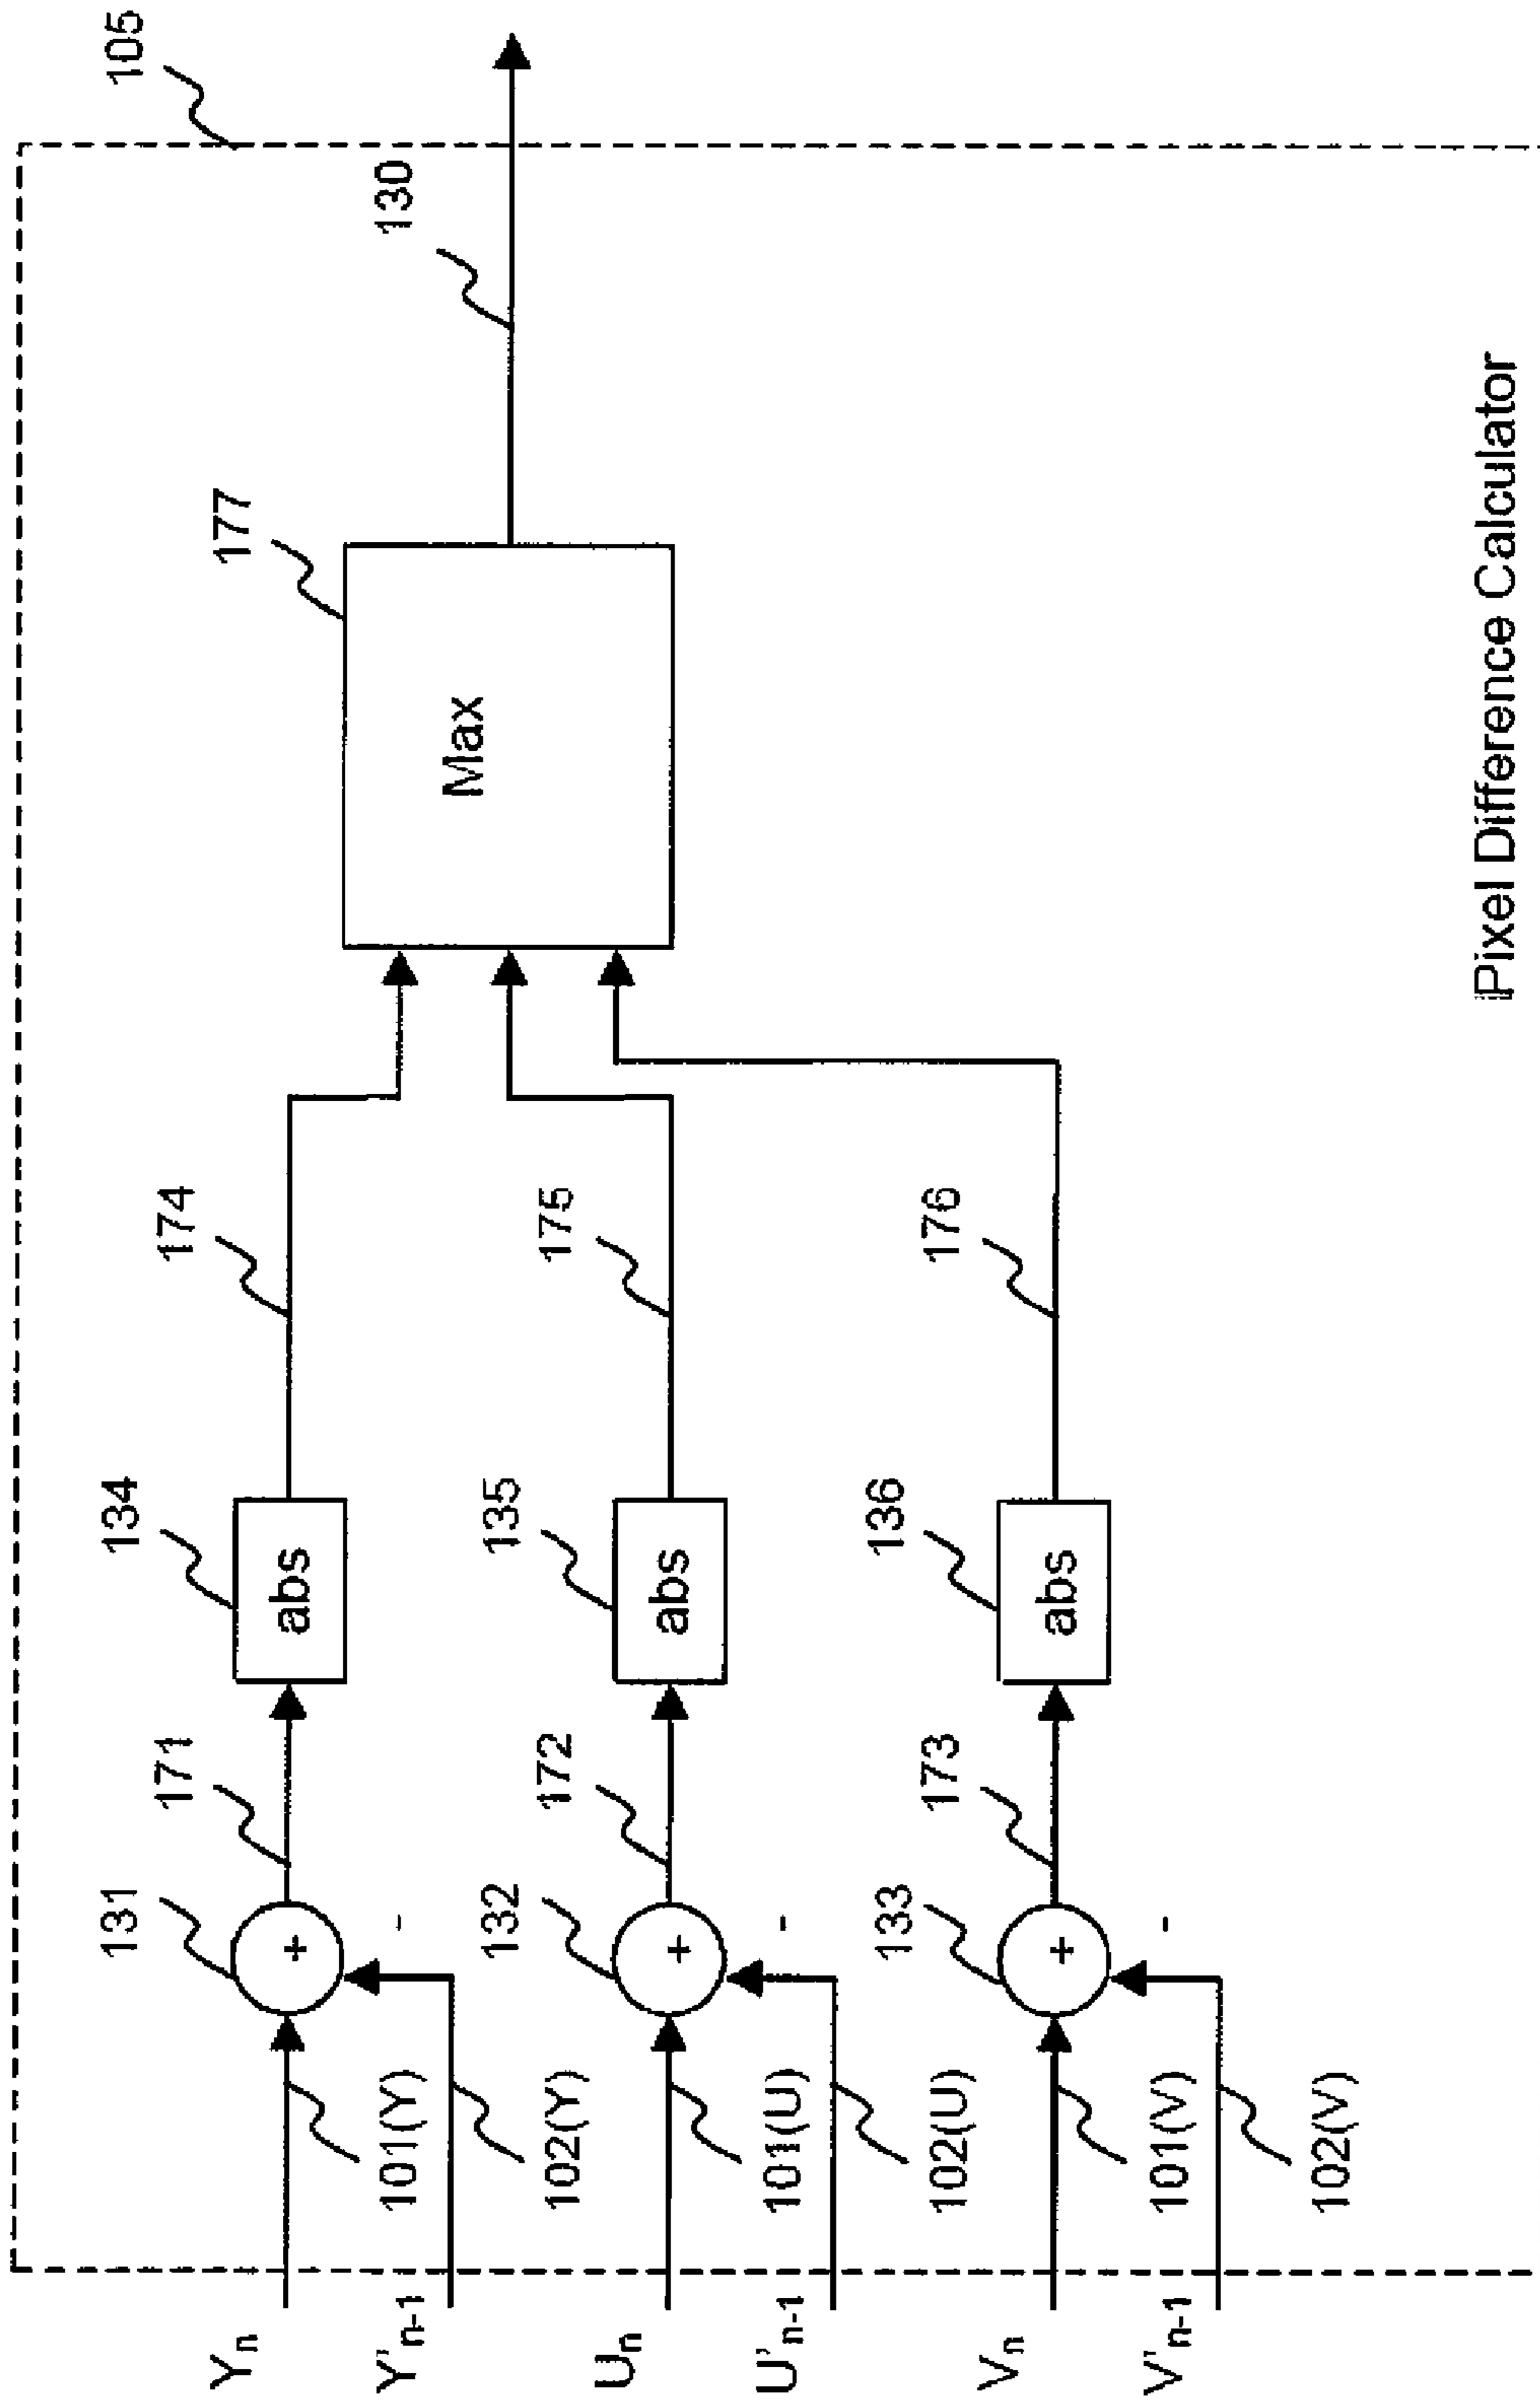 105
130
177
Max
174
175
176
134
abs
135
abs
136
abs
171
172
173
131
+
-
132
+
-
133
+
-
101(Y)
102(Y)
101(U)
102(U)
101(V)
102(V)
Yn
Y'n-1
Un
U'n-1
Vn
V'n-1
Pixel Difference Calculator